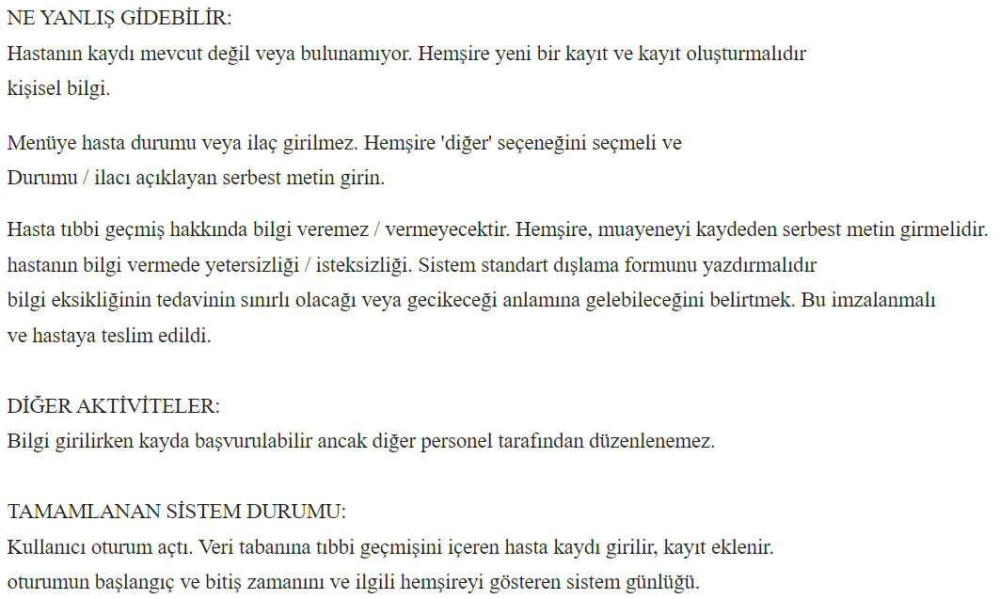 NE YANLIŞ GİDEBİLİR:
Hastanın kaydı mevcut değil veya bulunamıyor. Hemşire yeni bir kayıt ve kayıt oluşturmalıdır
kişisel bilgi.
Menüye hasta durumu veya ilaç girilmez. Hemşire 'diğer' seçeneğini seçmeli ve
Durumu / ilacı açıklayan serbest metin girin.
Hasta tıbbi geçmiş hakkında bilgi veremez / vermeyecektir. Hemşire, muayeneyi kaydeden serbest metin girmelidir.
hastanın bilgi vermede yetersizliği / isteksizliği. Sistem standart dışlama formunu yazdırmalıdır
bilgi eksikliğinin tedavinin sınırlı olacağı veya gecikeceği anlamına gelebileceğini belirtmek. Bu imzalanmalı
ve hastaya teslim edildi.
DİĞER AKTİVİTELER:
Bilgi girilirken kayda başvurulabilir ancak diğer personel tarafından düzenlenemez.
TAMAMLANAN SİSTEM DURUMU:
Kullanıcı oturum açtı. Veri tabanına tıbbi geçmişini içeren hasta kaydı girilir, kayıt eklenir.
oturumun başlangıç ve bitiş zamanını ve ilgili hemşireyi gösteren sistem günlüğü.